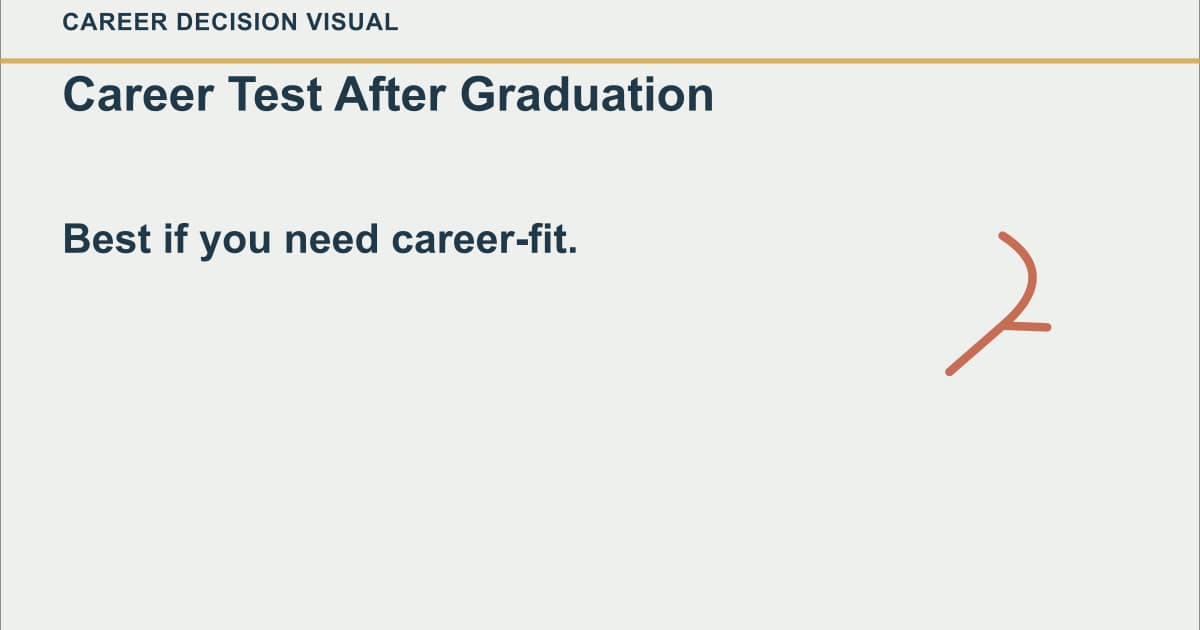 CAREER DECISION VISUAL
Career Test After Graduation
Best if you need career-fit.